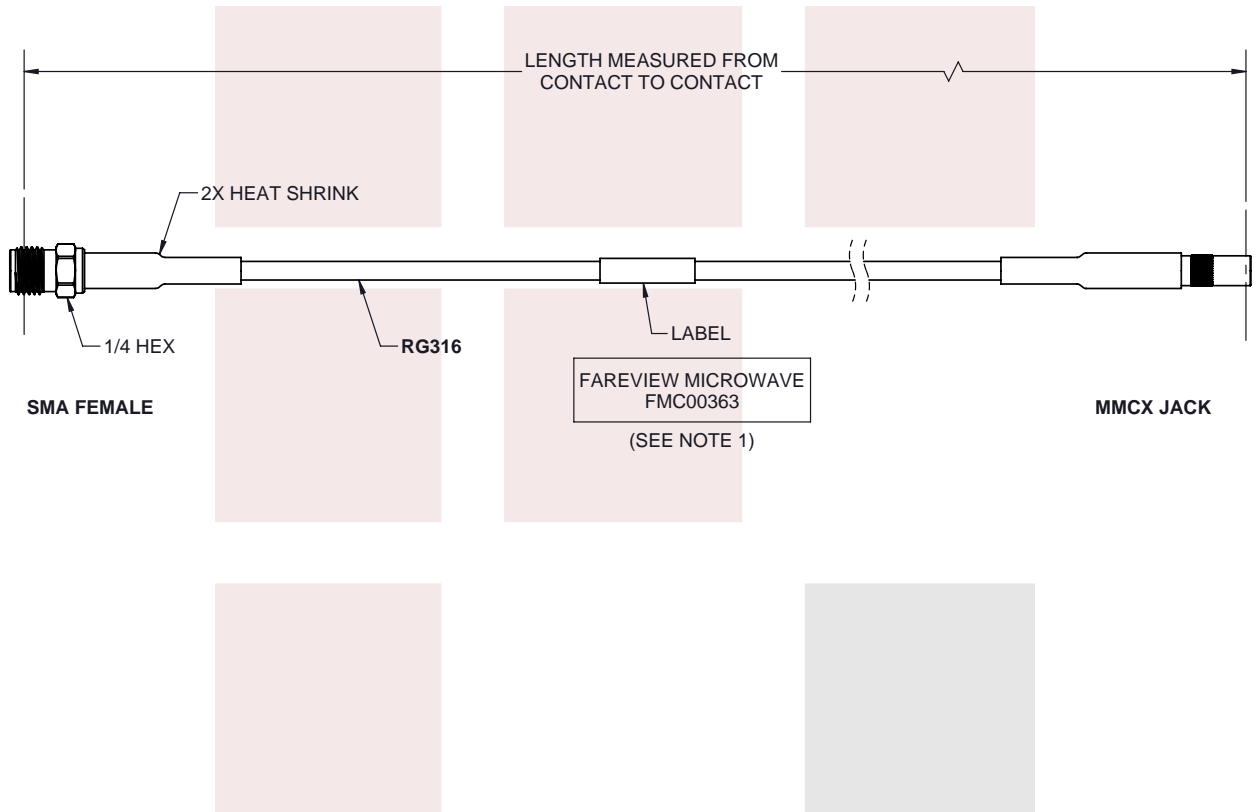 LENGTH MEASURED FROM
CONTACT TO CONTACT
2X HEAT SHRINK
1/4 HEX
RG316
LABEL
FAREVIEW MICROWAVE
FMC00363
(SEE NOTE 1)
SMA FEMALE
MMCX JACK